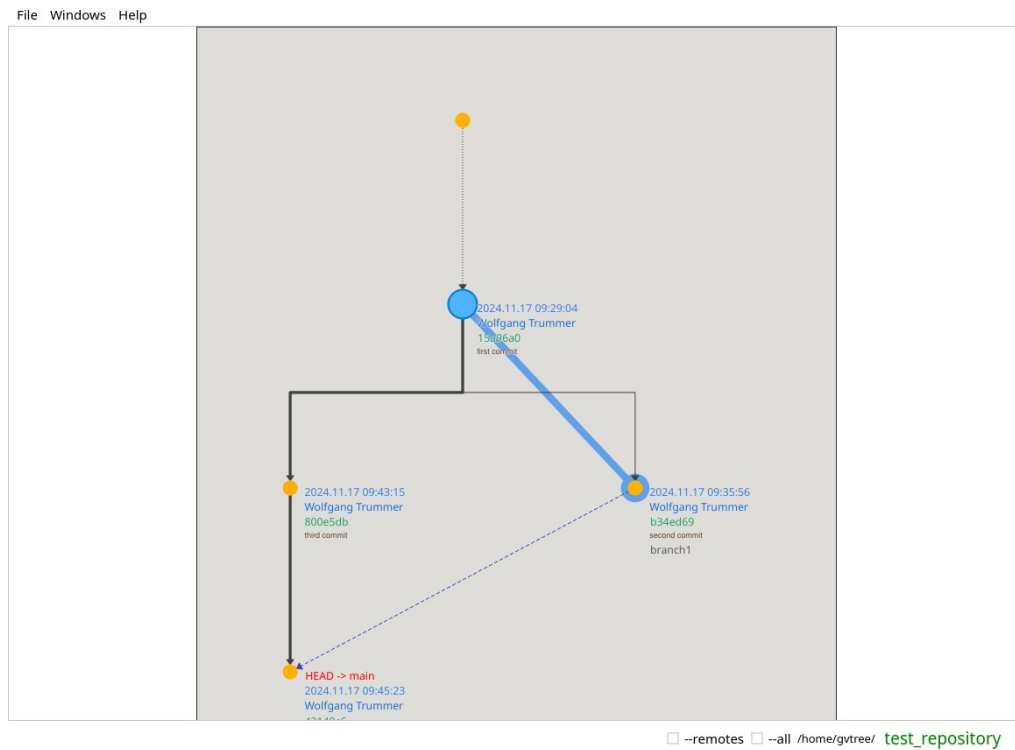 File Windows Help
2024.11.17 09:29:04
Wolfgang Trummer
first commit
2024.11.17 09:43:15
Wolfgang Trummer
800e5db
third commit
2024.11.17 09:35:56
Wolfgang Trummer
b34ed69
second commit
branch1
HEAD -> main
2024.11.17 09:45:23
Wolfgang Trummer
--remotes --all /home/gvtree/ test_repository